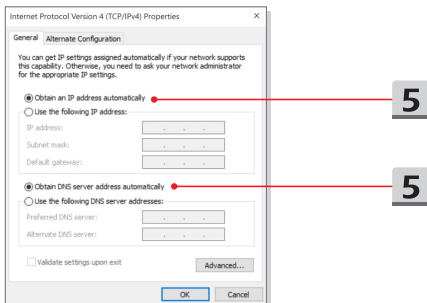 Internet Protocol Version 4 (TCP/IPv4) Properties
General Alternate Configuration
You can get IP settings assigned automatically if your network supports
this capability. Otherwise, you need to ask your network administrator
for the appropriate IP settings.
Obtain an IP address automatically
5
Use the following IP address:
IP address:
Subnet mask:
Default gateway:
Obtain DNS server address automatically
5
Use the following DNS server addresses:
Preferred DNS server:
Alternate DNS server:
Validate settings upon exit
Advanced...
OK Cancel